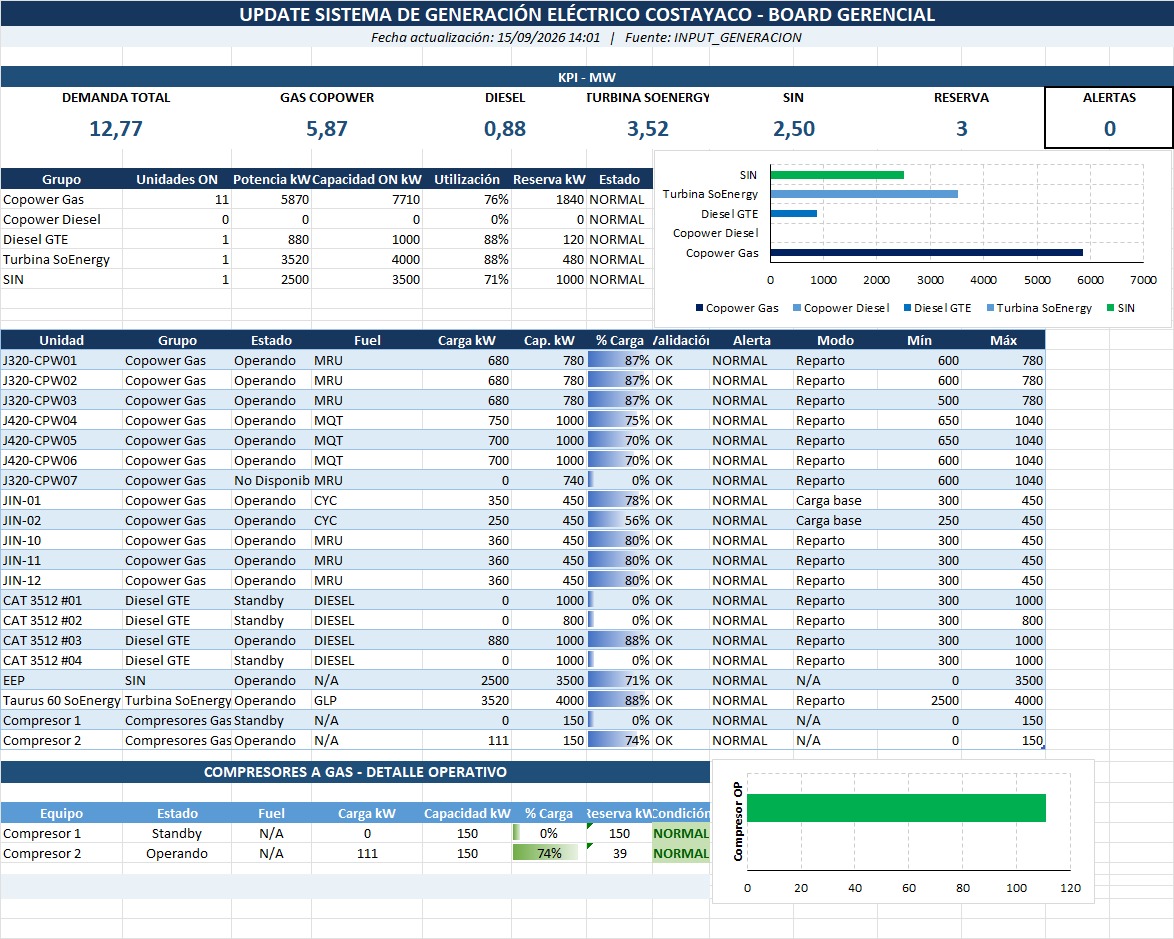 UPDATE SISTEMA DE GENERACIÓN ELÉCTRICO COSTAYACO - BOARD GERENCIAL
Fecha actualización: 15/09/2026 14:01 | Fuente: INPUT_GENERACION
KPI - MW
DEMANDA TOTAL GAS COPOWER DIESEL TURBINA SOENERGY SIN RESERVA ALERTAS
12,77 5,87 0,88 3,52 2,50 3 0
Grupo Unidades ON Potencia kW Capacidad ON kW Utilización Reserva kW Estado
Copower Gas 11 5870 7710 76% 1840 NORMAL
Copower Diesel 0 0 0 0% 0 NORMAL
Diesel GTE 1 880 1000 88% 120 NORMAL
Turbina SoEnergy 1 3520 4000 88% 480 NORMAL
SIN 1 2500 3500 71% 1000 NORMAL
SIN
Turbina SoEnergy
Diesel GTE
Copower Diesel
Copower Gas
0 1000 2000 3000 4000 5000 6000 7000
Copower Gas Copower Diesel Diesel GTE Turbina SoEnergy SIN
Unidad Grupo Estado Fuel Carga kW Cap. kW % Carga Validación Alerta Modo Mín Máx
J320-CPW01 Copower Gas Operando MRU 680 780 87% OK NORMAL Reparto 600 780
J320-CPW02 Copower Gas Operando MRU 680 780 87% OK NORMAL Reparto 600 780
J320-CPW03 Copower Gas Operando MRU 680 780 87% OK NORMAL Reparto 500 780
J420-CPW04 Copower Gas Operando MQT 750 1000 75% OK NORMAL Reparto 650 1040
J420-CPW05 Copower Gas Operando MQT 700 1000 70% OK NORMAL Reparto 650 1040
J420-CPW06 Copower Gas Operando MQT 700 1000 70% OK NORMAL Reparto 600 1040
J320-CPW07 Copower Gas No Disponib MRU 0 740 0% OK NORMAL Reparto 600 1040
JIN-01 Copower Gas Operando CYC 350 450 78% OK NORMAL Carga base 300 450
JIN-02 Copower Gas Operando CYC 250 450 56% OK NORMAL Carga base 250 450
JIN-10 Copower Gas Operando MRU 360 450 80% OK NORMAL Reparto 300 450
JIN-11 Copower Gas Operando MRU 360 450 80% OK NORMAL Reparto 300 450
JIN-12 Copower Gas Operando MRU 360 450 80% OK NORMAL Reparto 300 450
CAT 3512 #01 Diesel GTE Standby DIESEL 0 1000 0% OK NORMAL Reparto 300 1000
CAT 3512 #02 Diesel GTE Standby DIESEL 0 800 0% OK NORMAL Reparto 300 800
CAT 3512 #03 Diesel GTE Operando DIESEL 880 1000 88% OK NORMAL Reparto 300 1000
CAT 3512 #04 Diesel GTE Standby DIESEL 0 1000 0% OK NORMAL Reparto 300 1000
EEP SIN Operando N/A 2500 3500 71% OK NORMAL N/A 0 3500
Taurus 60 SoEnergy Turbina SoEnergy Operando GLP 3520 4000 88% OK NORMAL Reparto 2500 4000
Compresor 1 Compresores Gas Standby N/A 0 150 0% OK NORMAL N/A 0 150
Compresor 2 Compresores Gas Operando N/A 111 150 74% OK NORMAL N/A 0 150
COMPRESORES A GAS - DETALLE OPERATIVO
Equipo Estado Fuel Carga kW Capacidad kW % Carga Reserva kW Condición
Compresor 1 Standby N/A 0 150 0% 150 NORMAL
Compresor 2 Operando N/A 111 150 74% 39 NORMAL
Compresor OP
0 20 40 60 80 100 120